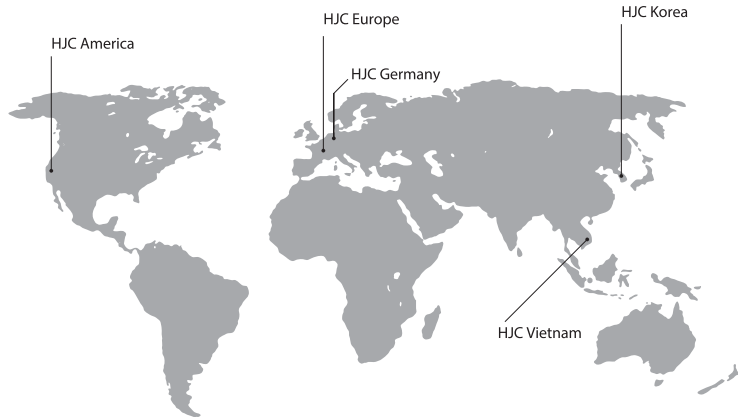 HJC Korea
HJC Europe
HJC America
HJC Germany
HJC Vietnam